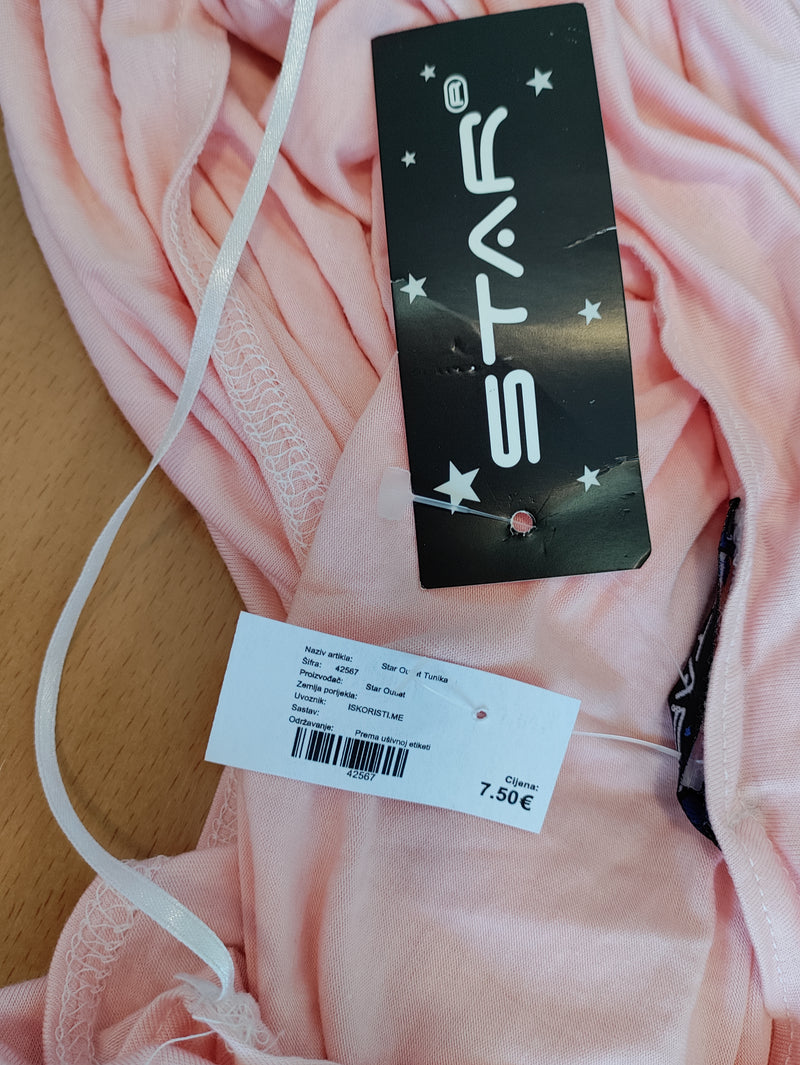 STAR®
Naziv artikla: Star Outlet Tunika
Šifra: 42567
Proizvođač: Star Outlet
Zemlja porijekla:
Uvoznik: ISKORISTI.ME
Sastav:
Održavanje: Prema ušivnoj etiketi
42567
Cijena:
7.50€